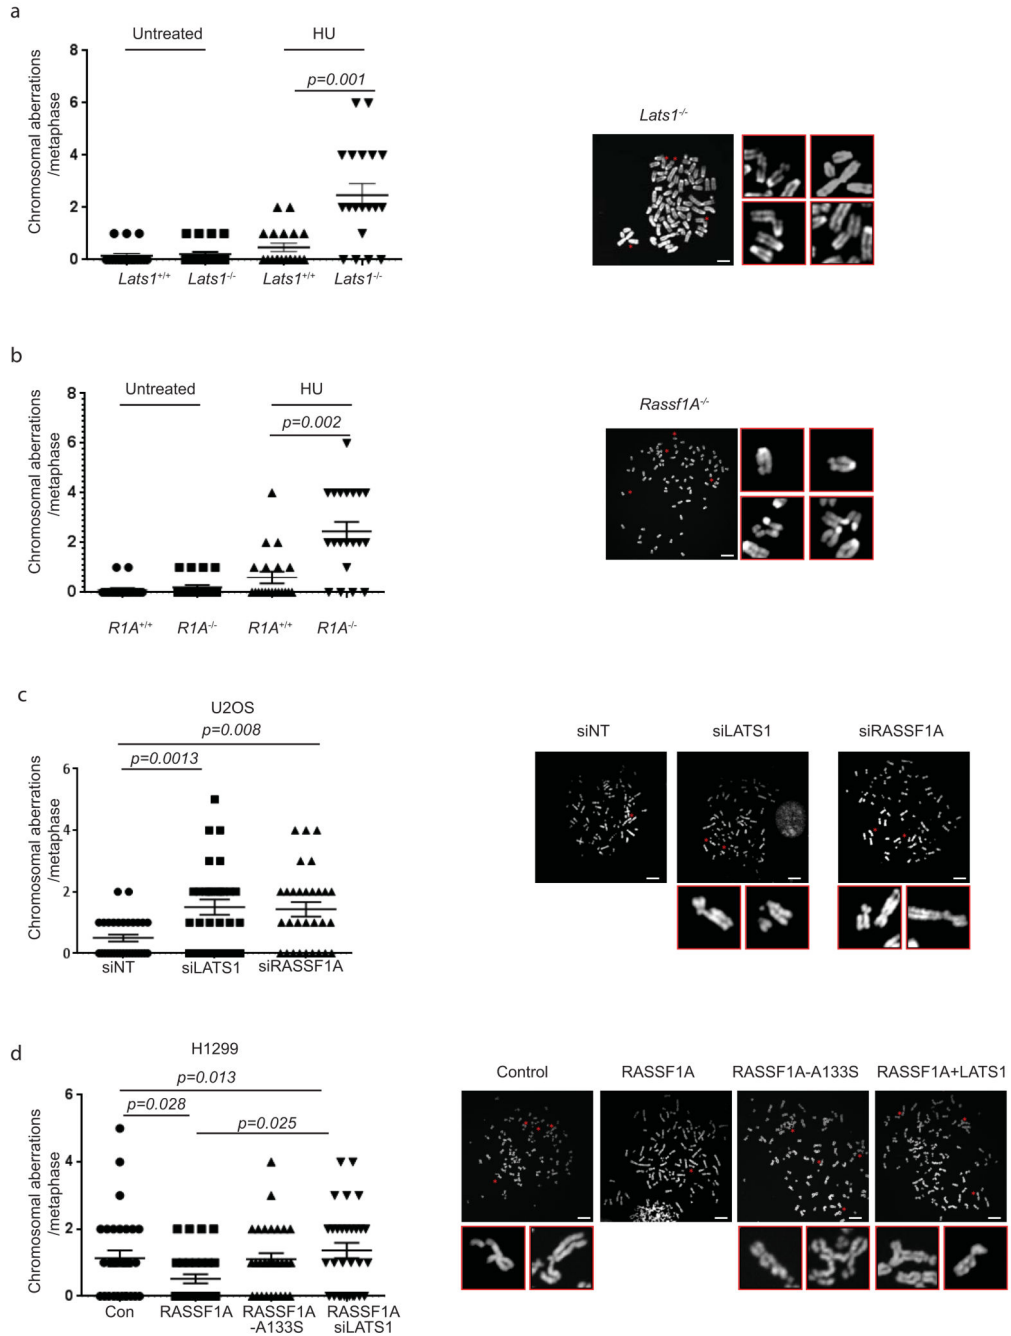 a
Untreated HU
8
p=0.001
6
4
2
0
Chromosomal aberrations
/metaphase
Lats1+/+ Lats1-/- Lats1+/+ Lats1-/-
Lats1-/-
b
Untreated HU
8
p=0.002
6
4
2
0
Chromosomal aberrations
/metaphase
R1A+/+ R1A-/- R1A+/+ R1A-/-
Rassf1A-/-
c
U2OS
p=0.008
p=0.0013
6
4
2
0
Chromosomal aberrations
/metaphase
siNT siLATS1 siRASSF1A
siNT siLATS1 siRASSF1A
d
H1299
p=0.013
p=0.028
p=0.025
6
4
2
0
Chromosomal aberrations
/metaphase
Con RASSF1A RASSF1A RASSF1A
-A133S siLATS1
Control RASSF1A RASSF1A-A133S RASSF1A+LATS1